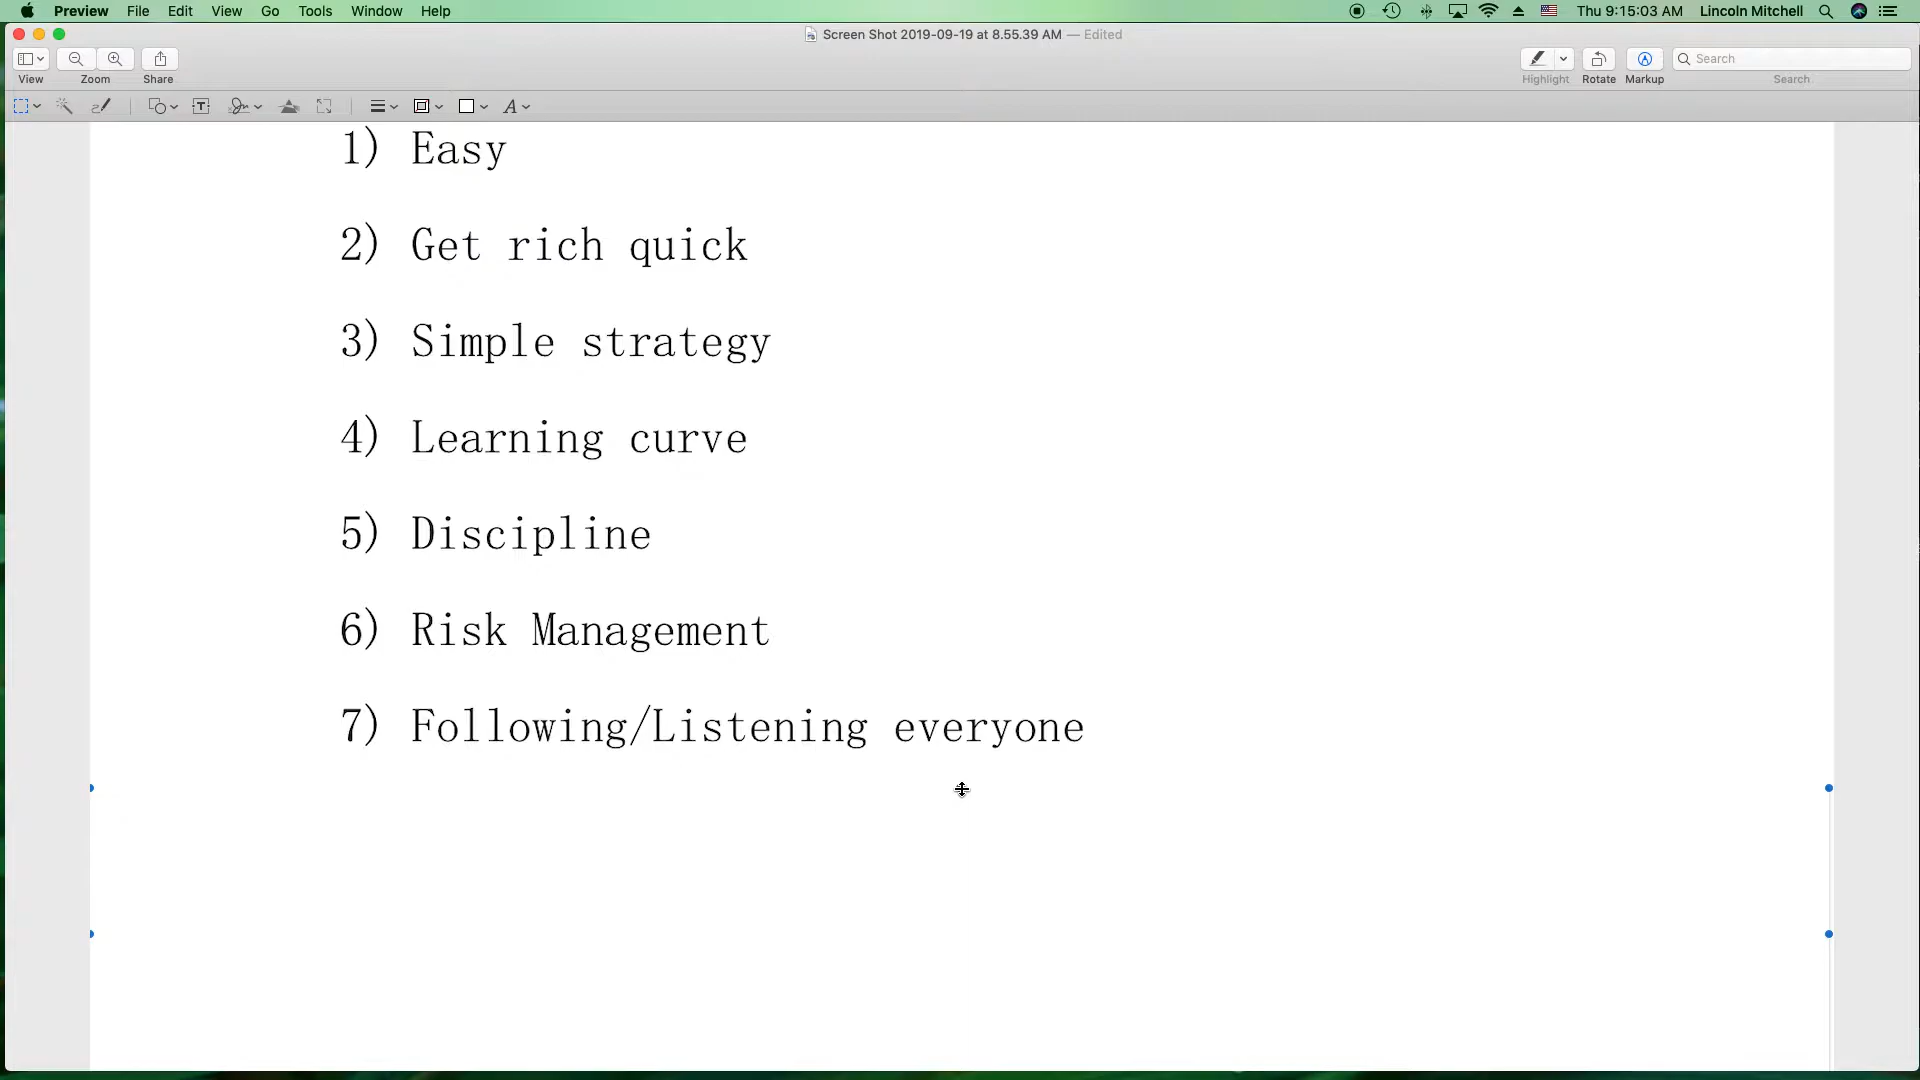 Preview File Edit View Go Tools Window Help Thu 9:15:03 AM Lincoln Mitchell
Screen Shot 2019-09-19 at 8.55.39 AM — Edited
Search
View Zoom Share Highlight Rotate Markup Search
1) Easy
2) Get rich quick
3) Simple strategy
4) Learning curve
5) Discipline
6) Risk Management
7) Following/Listening everyone